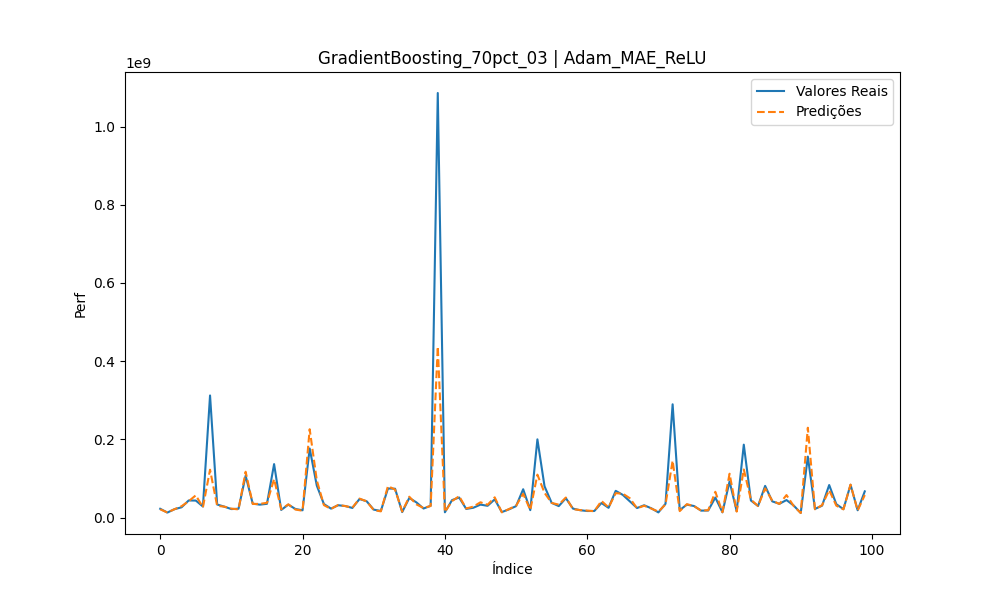 GradientBoosting_70pct_03 | Adam_MAE_ReLU
1e9
Valores Reais
Predições
1.0
0.8
0.6
0.4
0.2
0.0
Perf
0
20
40
60
80
100
Índice